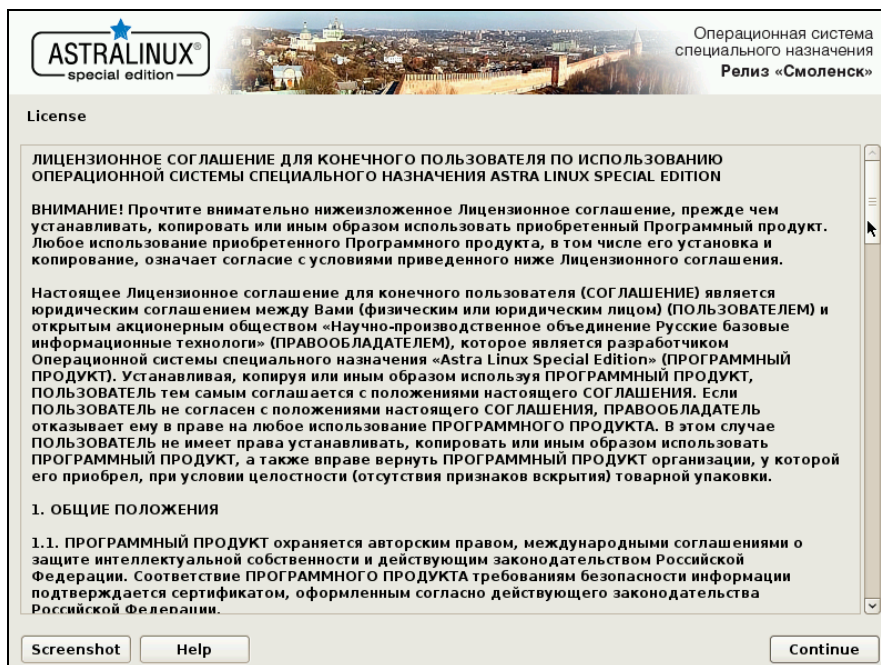 ASTRALINUX®
special edition
Операционная система
специального назначения
Релиз «Смоленск»
License
ЛИЦЕНЗИОННОЕ СОГЛАШЕНИЕ ДЛЯ КОНЕЧНОГО ПОЛЬЗОВАТЕЛЯ ПО ИСПОЛЬЗОВАНИЮ
ОПЕРАЦИОННОЙ СИСТЕМЫ СПЕЦИАЛЬНОГО НАЗНАЧЕНИЯ ASTRA LINUX SPECIAL EDITION
ВНИМАНИЕ! Прочтите внимательно нижеизложенное Лицензионное соглашение, прежде чем
устанавливать, копировать или иным образом использовать приобретенный Программный продукт.
Любое использование приобретенного Программного продукта, в том числе его установка и
копирование, означает согласие с условиями приведенного ниже Лицензионного соглашения.
Настоящее Лицензионное соглашение для конечного пользователя (СОГЛАШЕНИЕ) является
юридическим соглашением между Вами (физическим или юридическим лицом) (ПОЛЬЗОВАТЕЛЕМ) и
открытым акционерным обществом «Научно-производственное объединение Русские базовые
информационные технологи» (ПРАВООБЛАДАТЕЛЕМ), которое является разработчиком
Операционной системы специального назначения «Astra Linux Special Edition» (ПРОГРАММНЫЙ
ПРОДУКТ). Устанавливая, копируя или иным образом используя ПРОГРАММНЫЙ ПРОДУКТ,
ПОЛЬЗОВАТЕЛЬ тем самым соглашается с положениями настоящего СОГЛАШЕНИЯ. Если
ПОЛЬЗОВАТЕЛЬ не согласен с положениями настоящего СОГЛАШЕНИЯ, ПРАВООБЛАДАТЕЛЬ
отказывает ему в праве на любое использование ПРОГРАММНОГО ПРОДУКТА. В этом случае
ПОЛЬЗОВАТЕЛЬ не имеет права устанавливать, копировать или иным образом использовать
ПРОГРАММНЫЙ ПРОДУКТ, а также вправе вернуть ПРОГРАММНЫЙ ПРОДУКТ организации, у которой
его приобрел, при условии целостности (отсутствия признаков вскрытия) товарной упаковки.
1. ОБЩИЕ ПОЛОЖЕНИЯ
1.1. ПРОГРАММНЫЙ ПРОДУКТ охраняется авторским правом, международными соглашениями о
защите интеллектуальной собственности и действующим законодательством Российской
Федерации. Соответствие ПРОГРАММНОГО ПРОДУКТА требованиям безопасности информации
подтверждается сертификатом, оформленным согласно действующего законодательства
Российской Федерации.
Screenshot
Help
Continue